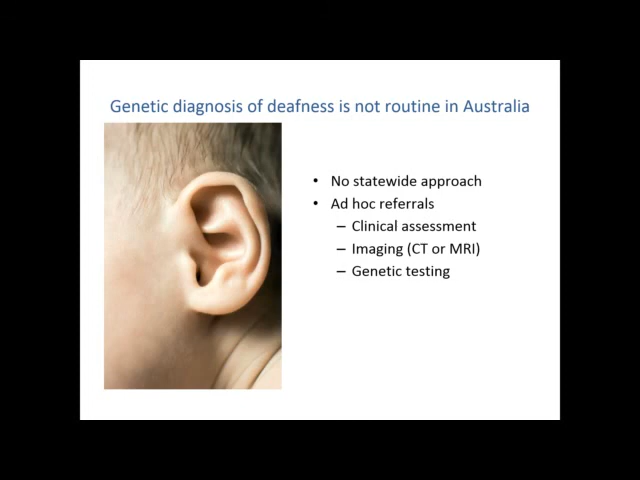 Genetic diagnosis of deafness is not routine in Australia
• No statewide approach
• Ad hoc referrals
– Clinical assessment
– Imaging (CT or MRI)
– Genetic testing